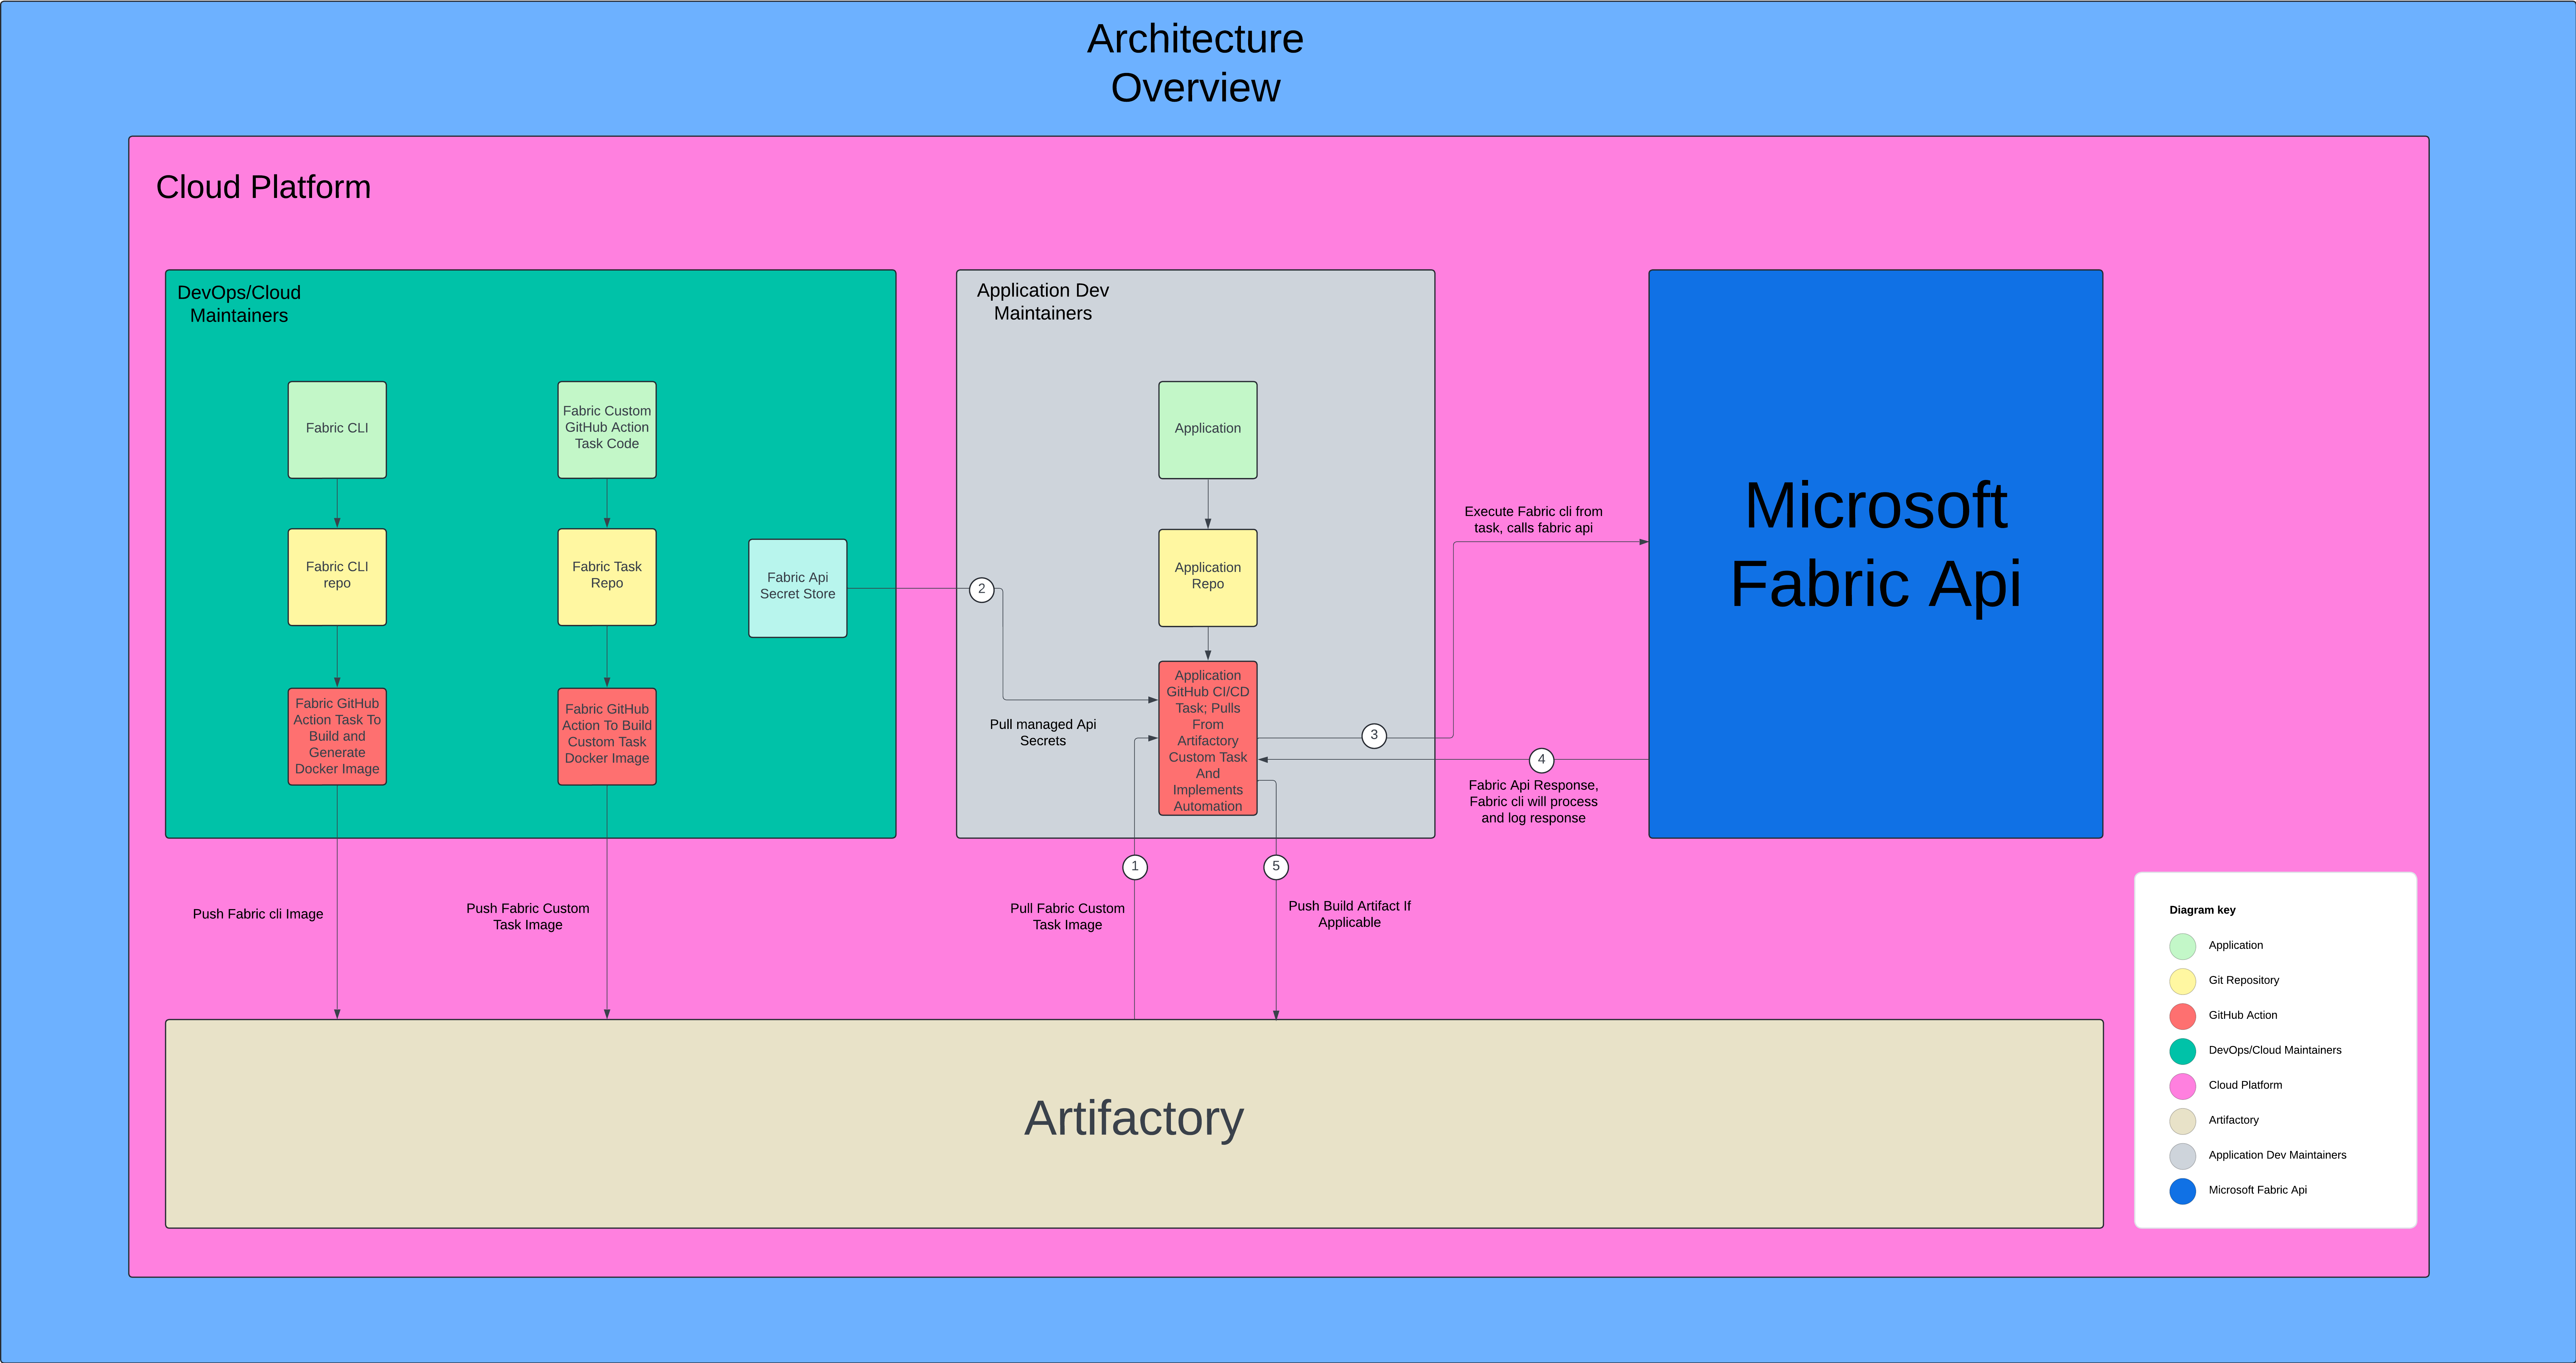 Architecture
Overview
Cloud Platform
DevOps/Cloud
Maintainers
Fabric CLI
Fabric Custom
GitHub Action
Task Code
Fabric CLI
repo
Fabric Task
Repo
Fabric Api
Secret Store
Fabric GitHub
Action Task To
Build and
Generate
Docker Image
Fabric GitHub
Action To Build
Custom Task
Docker Image
Application Dev
Maintainers
Application
Application
Repo
Application
GitHub CI/CD
Task; Pulls
From
Artifactory
Custom Task
And
Implements
Automation
2
Pull managed Api
Secrets
3
Execute Fabric cli from
task, calls fabric api
4
Fabric Api Response,
Fabric cli will process
and log response
Microsoft
Fabric Api
Push Fabric cli Image
Push Fabric Custom
Task Image
1
Pull Fabric Custom
Task Image
5
Push Build Artifact If
Applicable
Artifactory
Diagram key
Application
Git Repository
GitHub Action
DevOps/Cloud Maintainers
Cloud Platform
Artifactory
Application Dev Maintainers
Microsoft Fabric Api